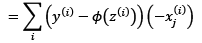 = ∑_i (y^(i) − ϕ(z^(i))) (−x_j^(i))